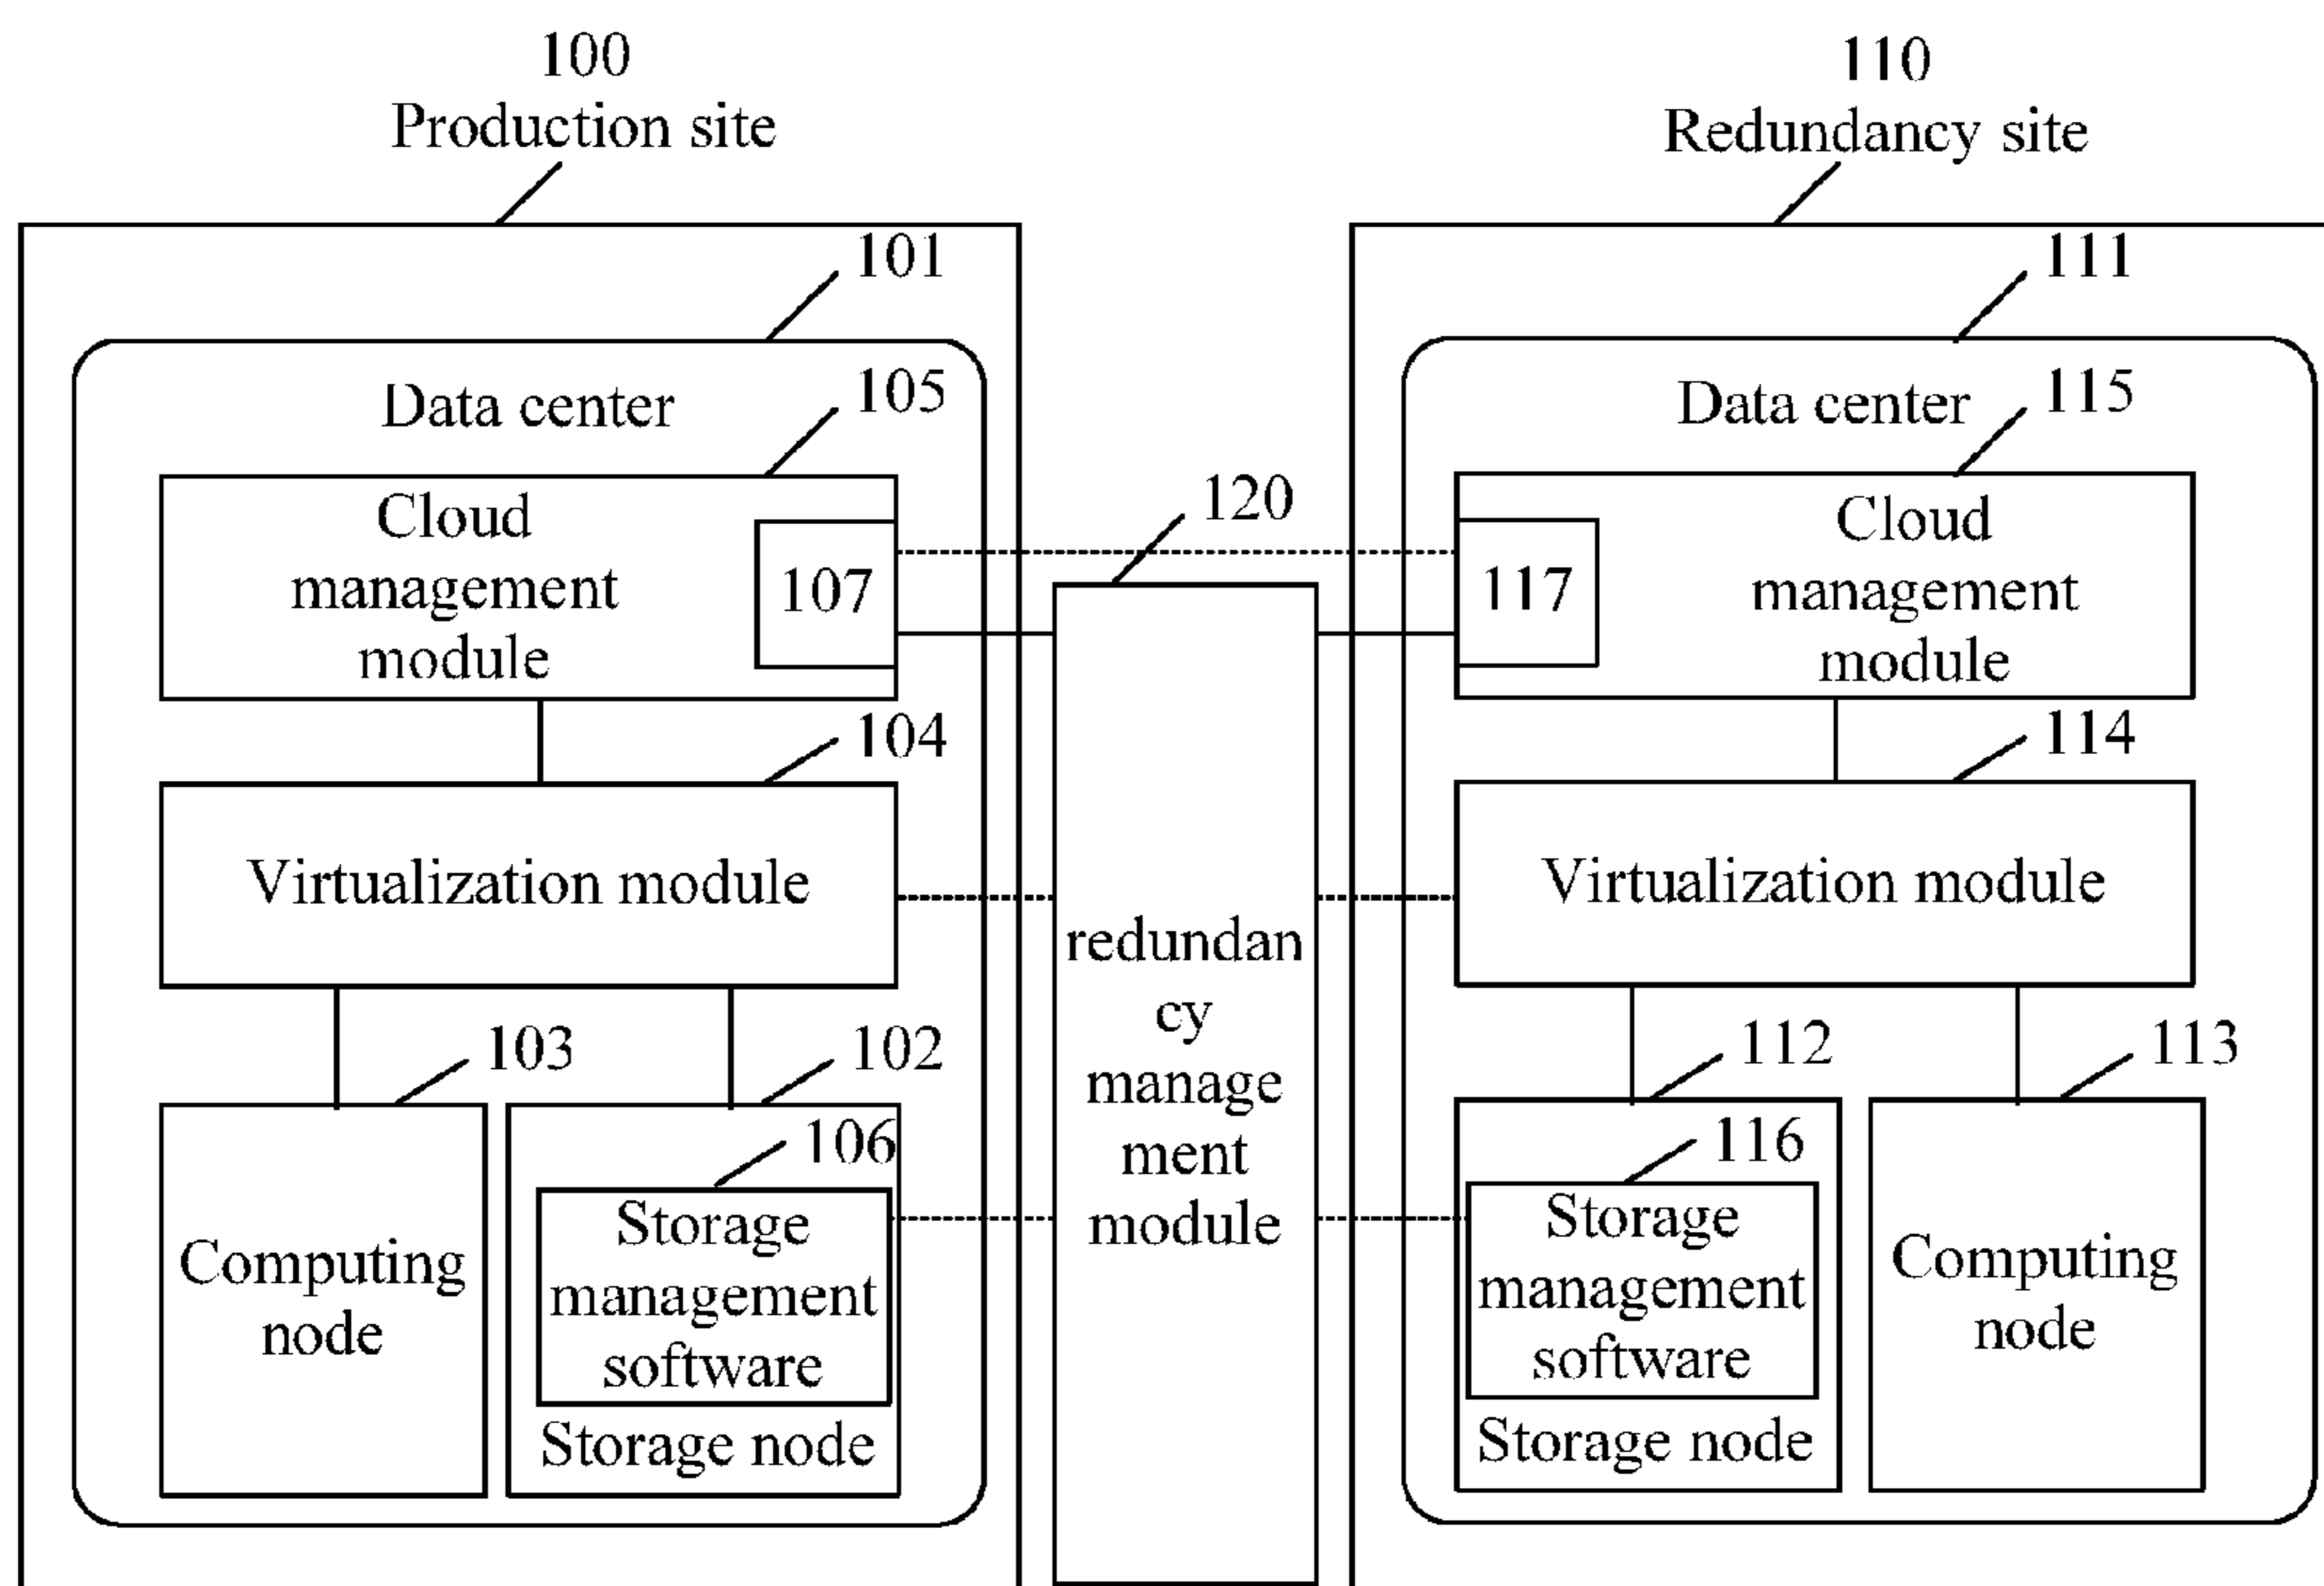 100
Production site
110
Redundancy site
101
Data center
105
Cloud
management
module
107
104
Virtualization module
103
102
106
Computing
node
Storage
management
software
Storage node
120
redundan
cy
manage
ment
module
111
Data center
115
117
Cloud
management
module
114
Virtualization module
112
113
116
Storage
management
software
Storage node
Computing
node